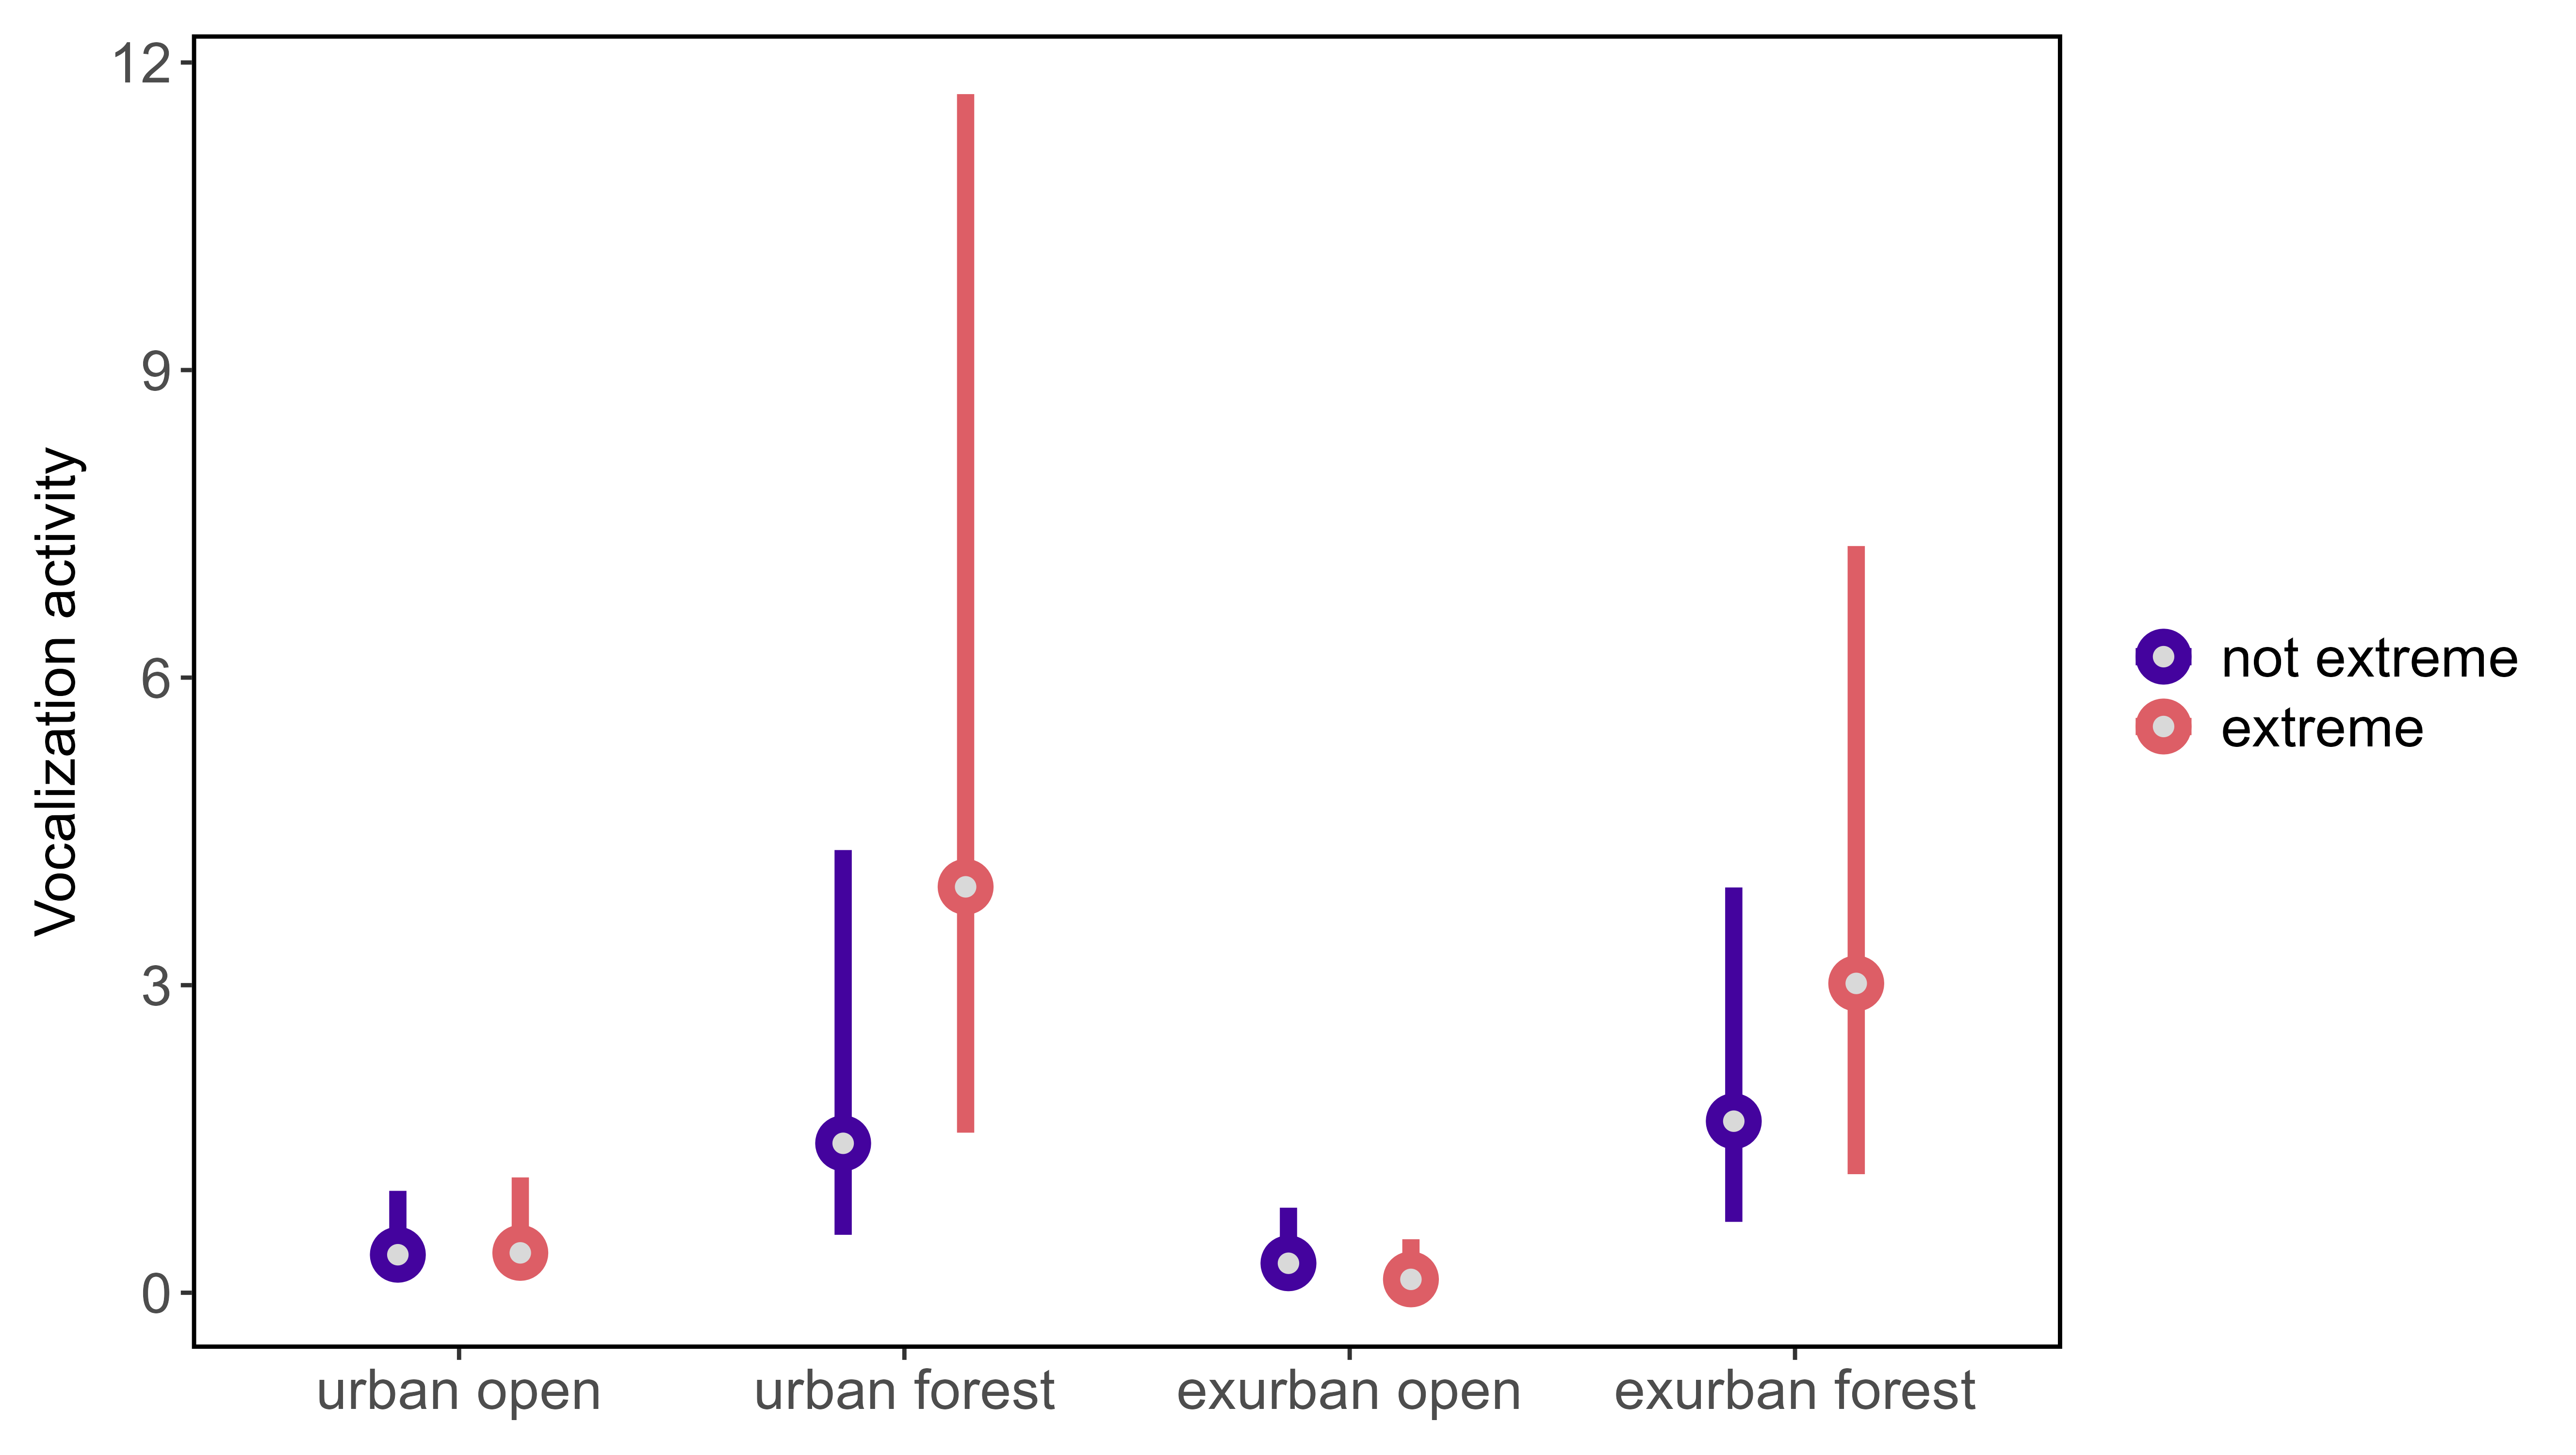 Vocalization activity
12
9
6
3
0
urban open
urban forest
exurban open
exurban forest
not extreme
extreme